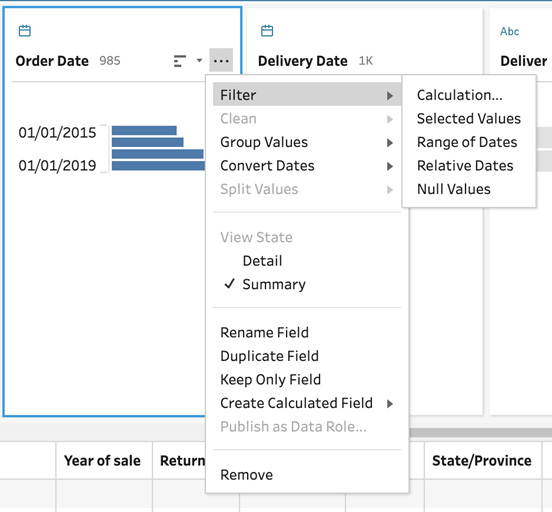 Abc
Order Date 985
Delivery Date 1K
Deliver
01/01/2015
01/01/2019
Filter
Clean
Group Values
Convert Dates
Split Values
View State
Detail
✓ Summary
Rename Field
Duplicate Field
Keep Only Field
Create Calculated Field
Publish as Data Role...
Remove
Calculation...
Selected Values
Range of Dates
Relative Dates
Null Values
Year of sale
Return
State/Province